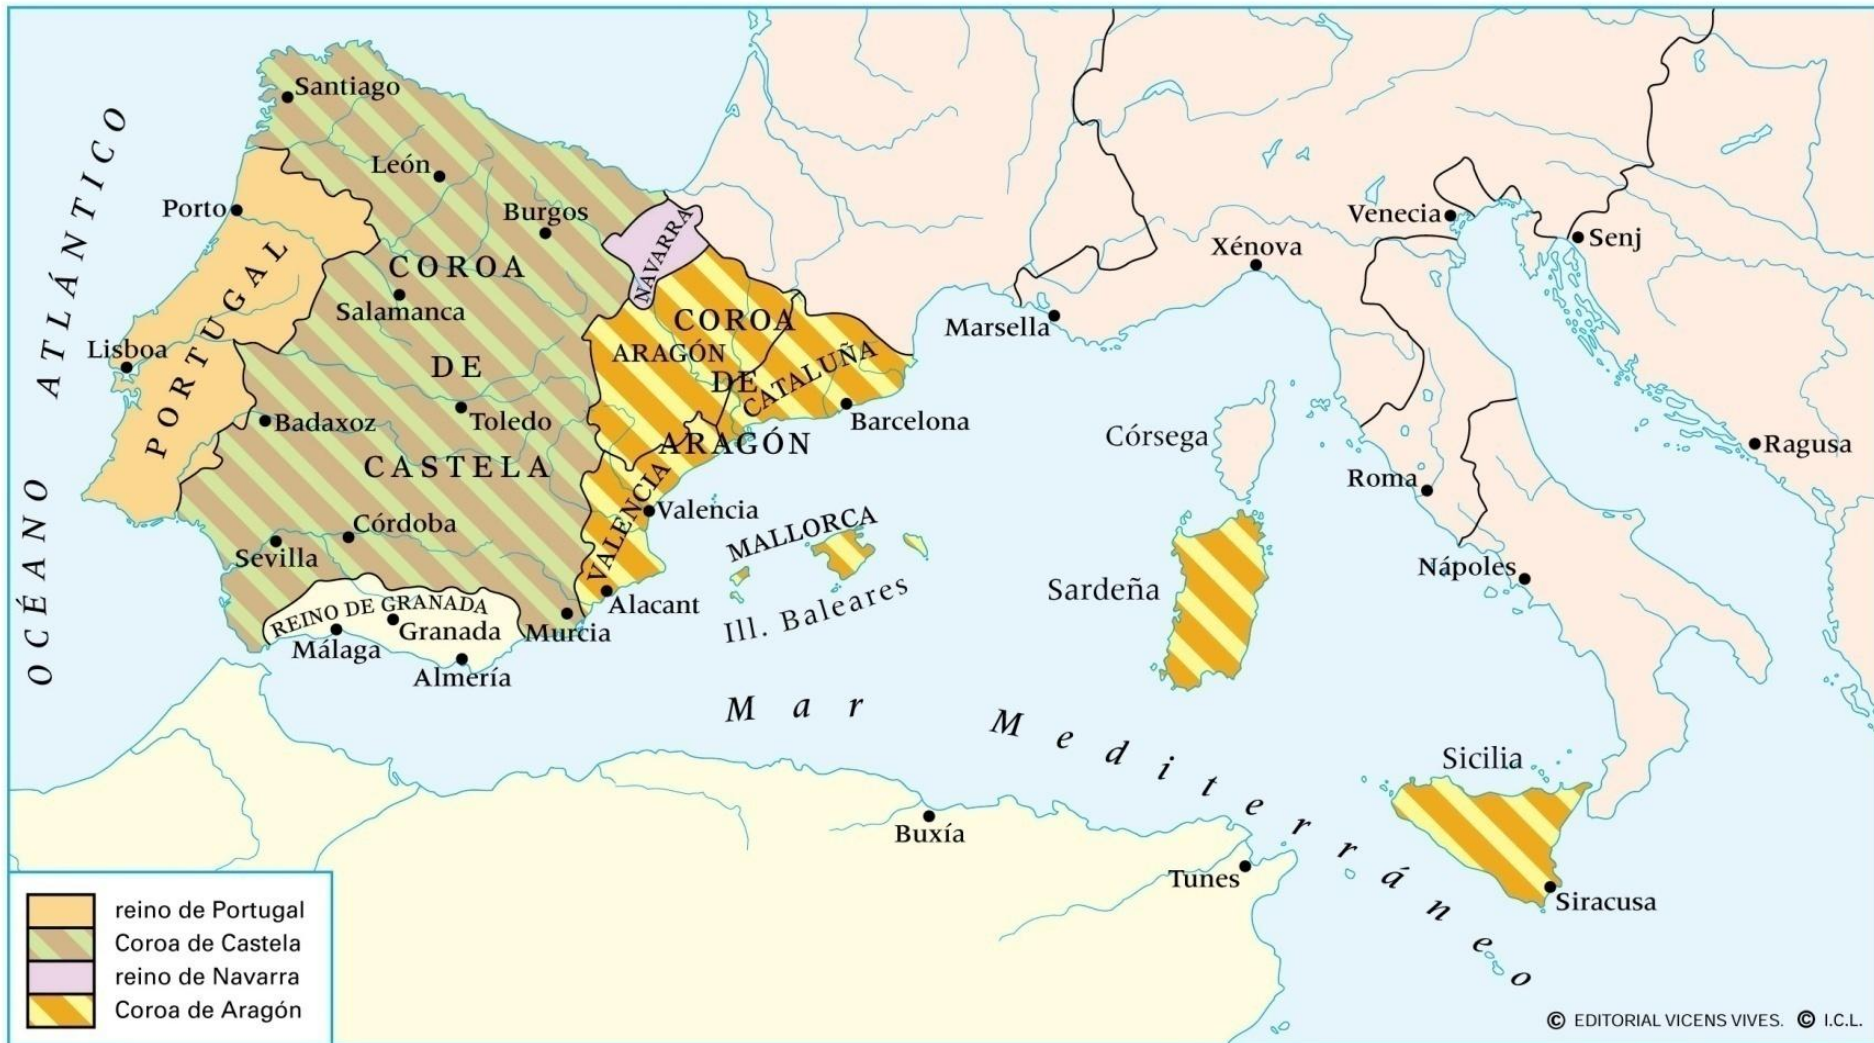 OCÉANO ATLÁNTICO
Santiago
León
Burgos
Porto
NAVARRA
PORTUGAL
COROA
DE
CASTELA
Salamanca
Lisboa
Badaxoz
Toledo
Córdoba
Sevilla
REINO DE GRANADA
Granada
Málaga
Almería
Murcia
COROA
DE
ARAGÓN
ARAGÓN
CATALUÑA
Barcelona
VALENCIA
Valencia
Alacant
MALLORCA
Ill. Baleares
Marsella
Xénova
Venecia
Senj
Córsega
Roma
Ragusa
Nápoles
Sardeña
Mar Mediterráneo
Sicilia
Siracusa
Buxía
Tunes
reino de Portugal
Coroa de Castela
reino de Navarra
Coroa de Aragón
© EDITORIAL VICENS VIVES. © I.C.L.